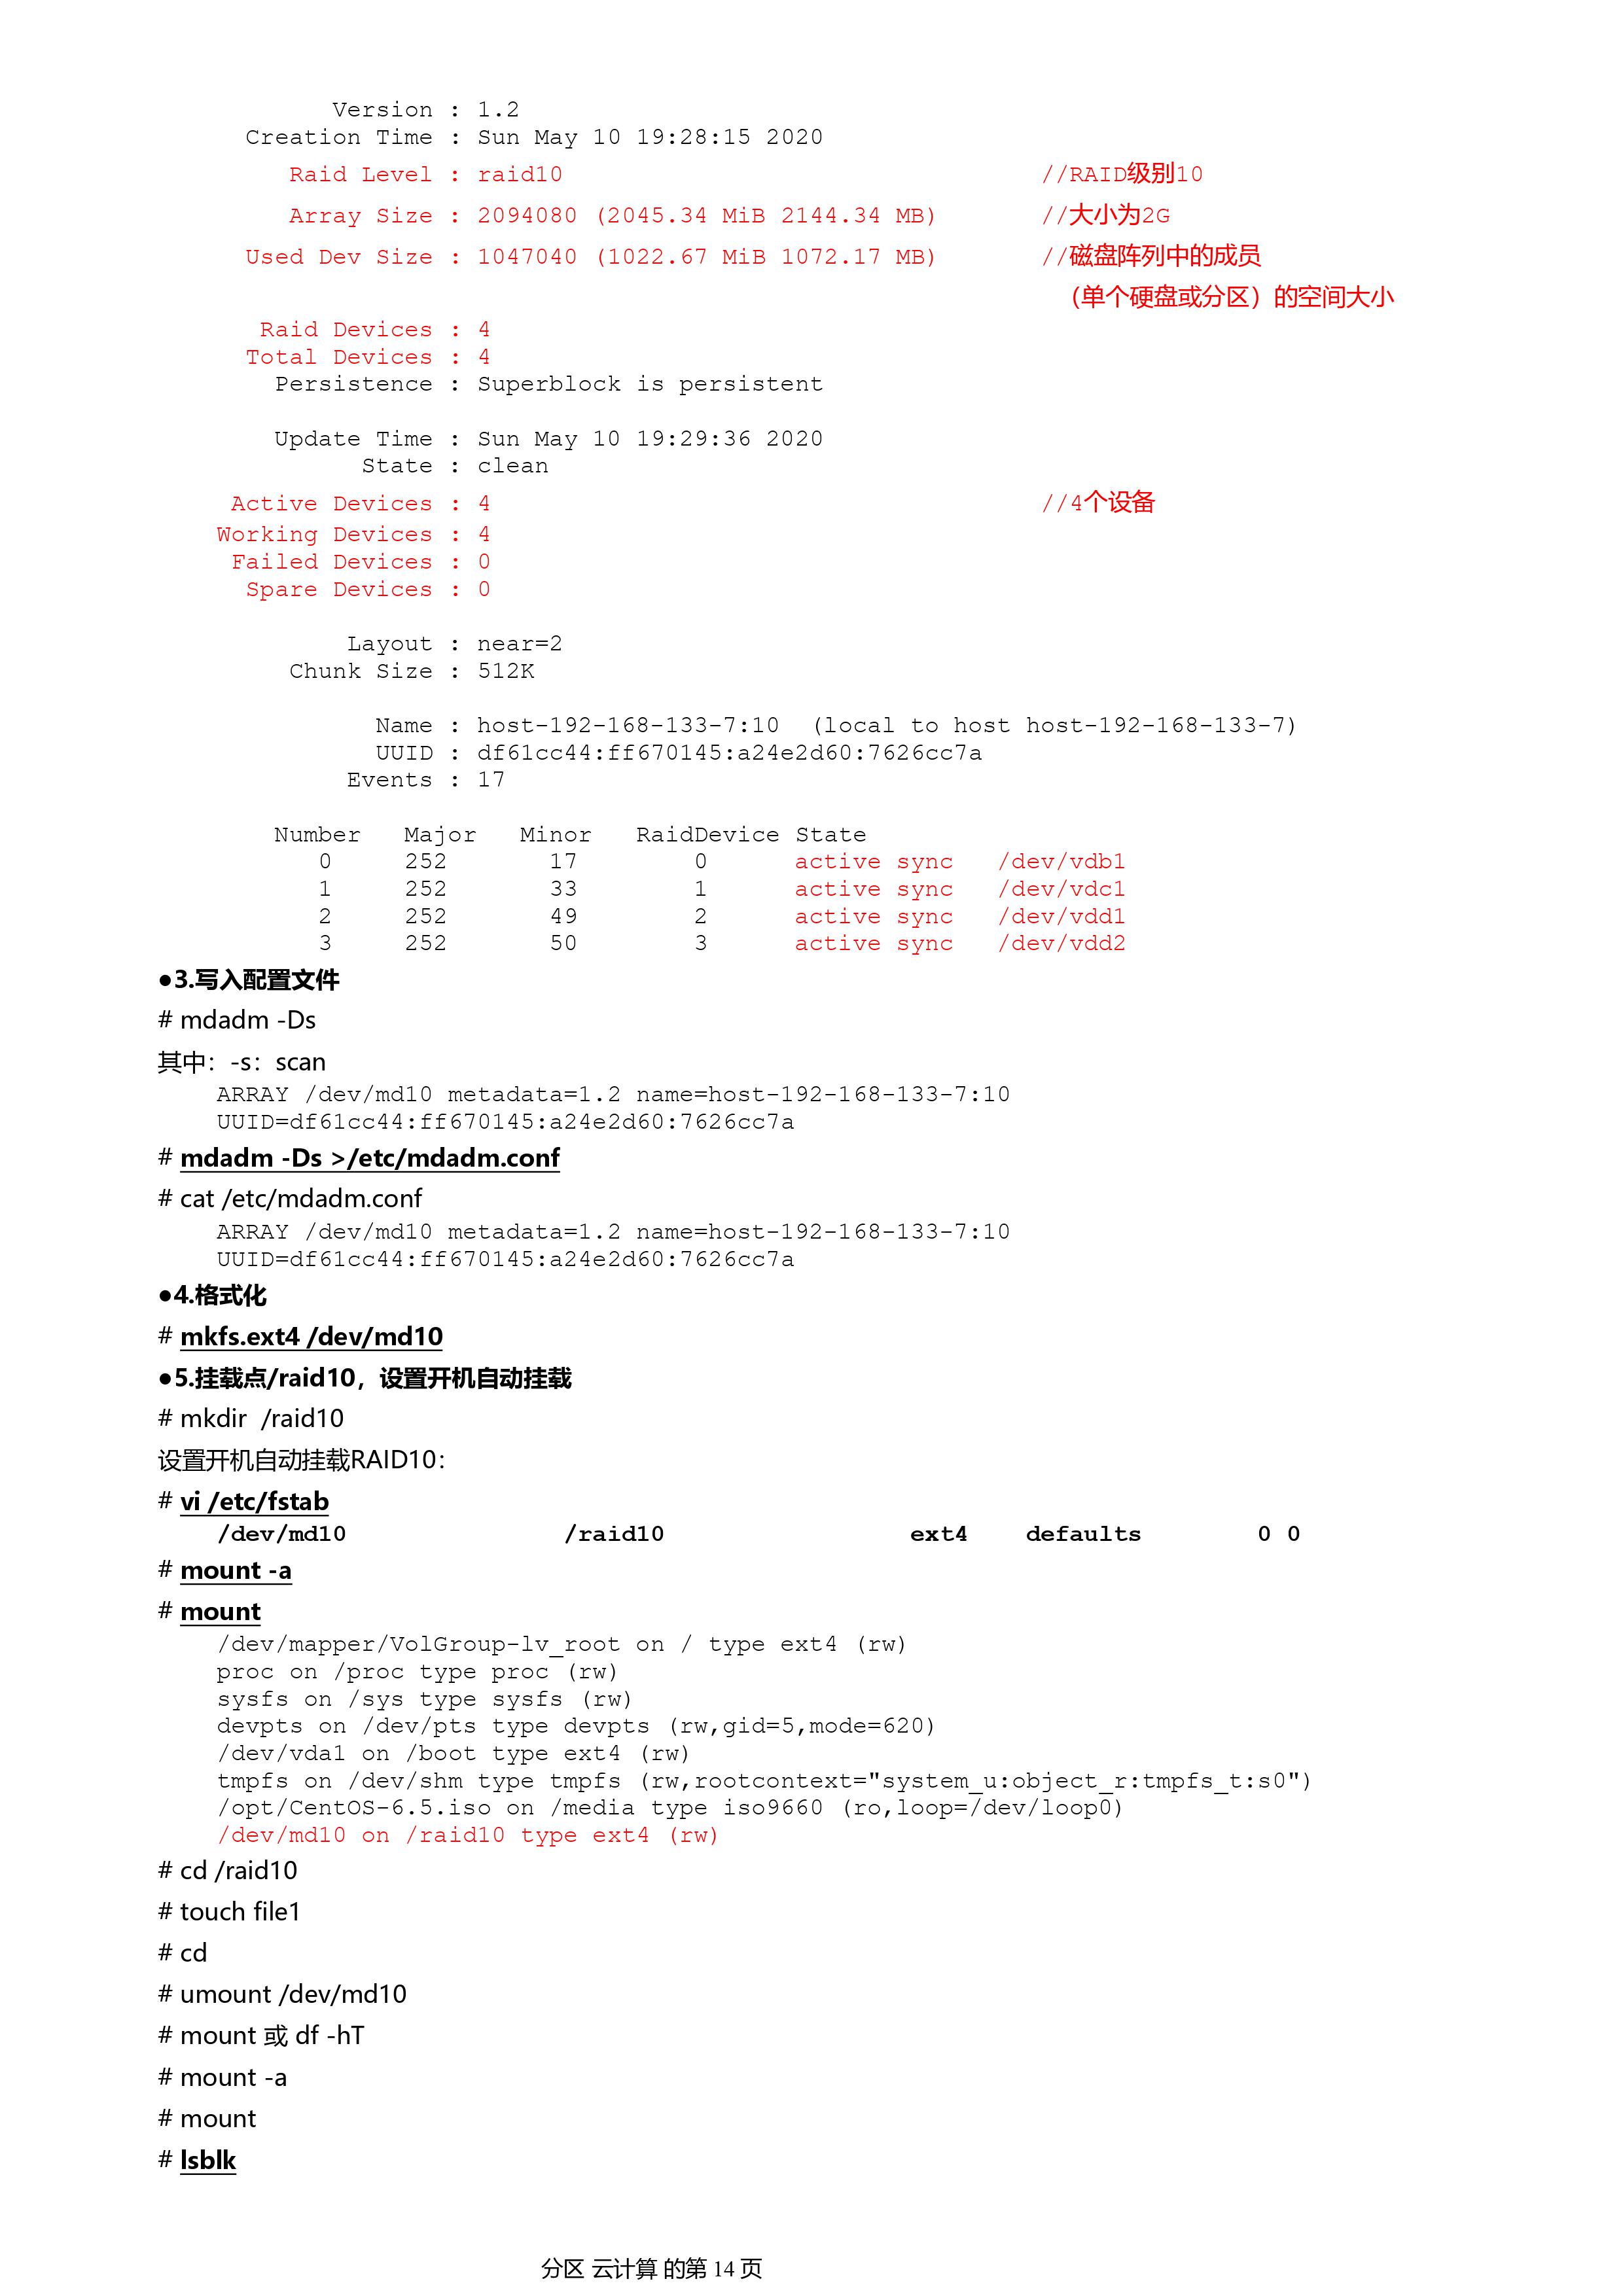 Version : 1.2
Creation Time : Sun May 10 19:28:15 2020
Raid Level : raid10 //RAID级别10
Array Size : 2094080 (2045.34 MiB 2144.34 MB) //大小为2G
Used Dev Size : 1047040 (1022.67 MiB 1072.17 MB) //磁盘阵列中的成员
（单个硬盘或分区）的空间大小
Raid Devices : 4
Total Devices : 4
Persistence : Superblock is persistent
Update Time : Sun May 10 19:29:36 2020
State : clean
Active Devices : 4 //4个设备
Working Devices : 4
Failed Devices : 0
Spare Devices : 0
Layout : near=2
Chunk Size : 512K
Name : host-192-168-133-7:10  (local to host host-192-168-133-7)
UUID : df61cc44:ff670145:a24e2d60:7626cc7a
Events : 17
Number Major Minor RaidDevice State
0 252 17 0 active sync /dev/vdb1
1 252 33 1 active sync /dev/vdc1
2 252 49 2 active sync /dev/vdd1
3 252 50 3 active sync /dev/vdd2
●3.写入配置文件
# mdadm -Ds
其中：-s：scan
ARRAY /dev/md10 metadata=1.2 name=host-192-168-133-7:10
UUID=df61cc44:ff670145:a24e2d60:7626cc7a
# mdadm -Ds >/etc/mdadm.conf
# cat /etc/mdadm.conf
ARRAY /dev/md10 metadata=1.2 name=host-192-168-133-7:10
UUID=df61cc44:ff670145:a24e2d60:7626cc7a
●4.格式化
# mkfs.ext4 /dev/md10
●5.挂载点/raid10，设置开机自动挂载
# mkdir  /raid10
设置开机自动挂载RAID10：
# vi /etc/fstab
/dev/md10 /raid10 ext4 defaults 0 0
# mount -a
# mount
/dev/mapper/VolGroup-lv_root on / type ext4 (rw)
proc on /proc type proc (rw)
sysfs on /sys type sysfs (rw)
devpts on /dev/pts type devpts (rw,gid=5,mode=620)
/dev/vda1 on /boot type ext4 (rw)
tmpfs on /dev/shm type tmpfs (rw,rootcontext="system_u:object_r:tmpfs_t:s0")
/opt/CentOS-6.5.iso on /media type iso9660 (ro,loop=/dev/loop0)
/dev/md10 on /raid10 type ext4 (rw)
# cd /raid10
# touch file1
# cd
# umount /dev/md10
# mount 或 df -hT
# mount -a
# mount
# lsblk
分区 云计算 的第 14 页